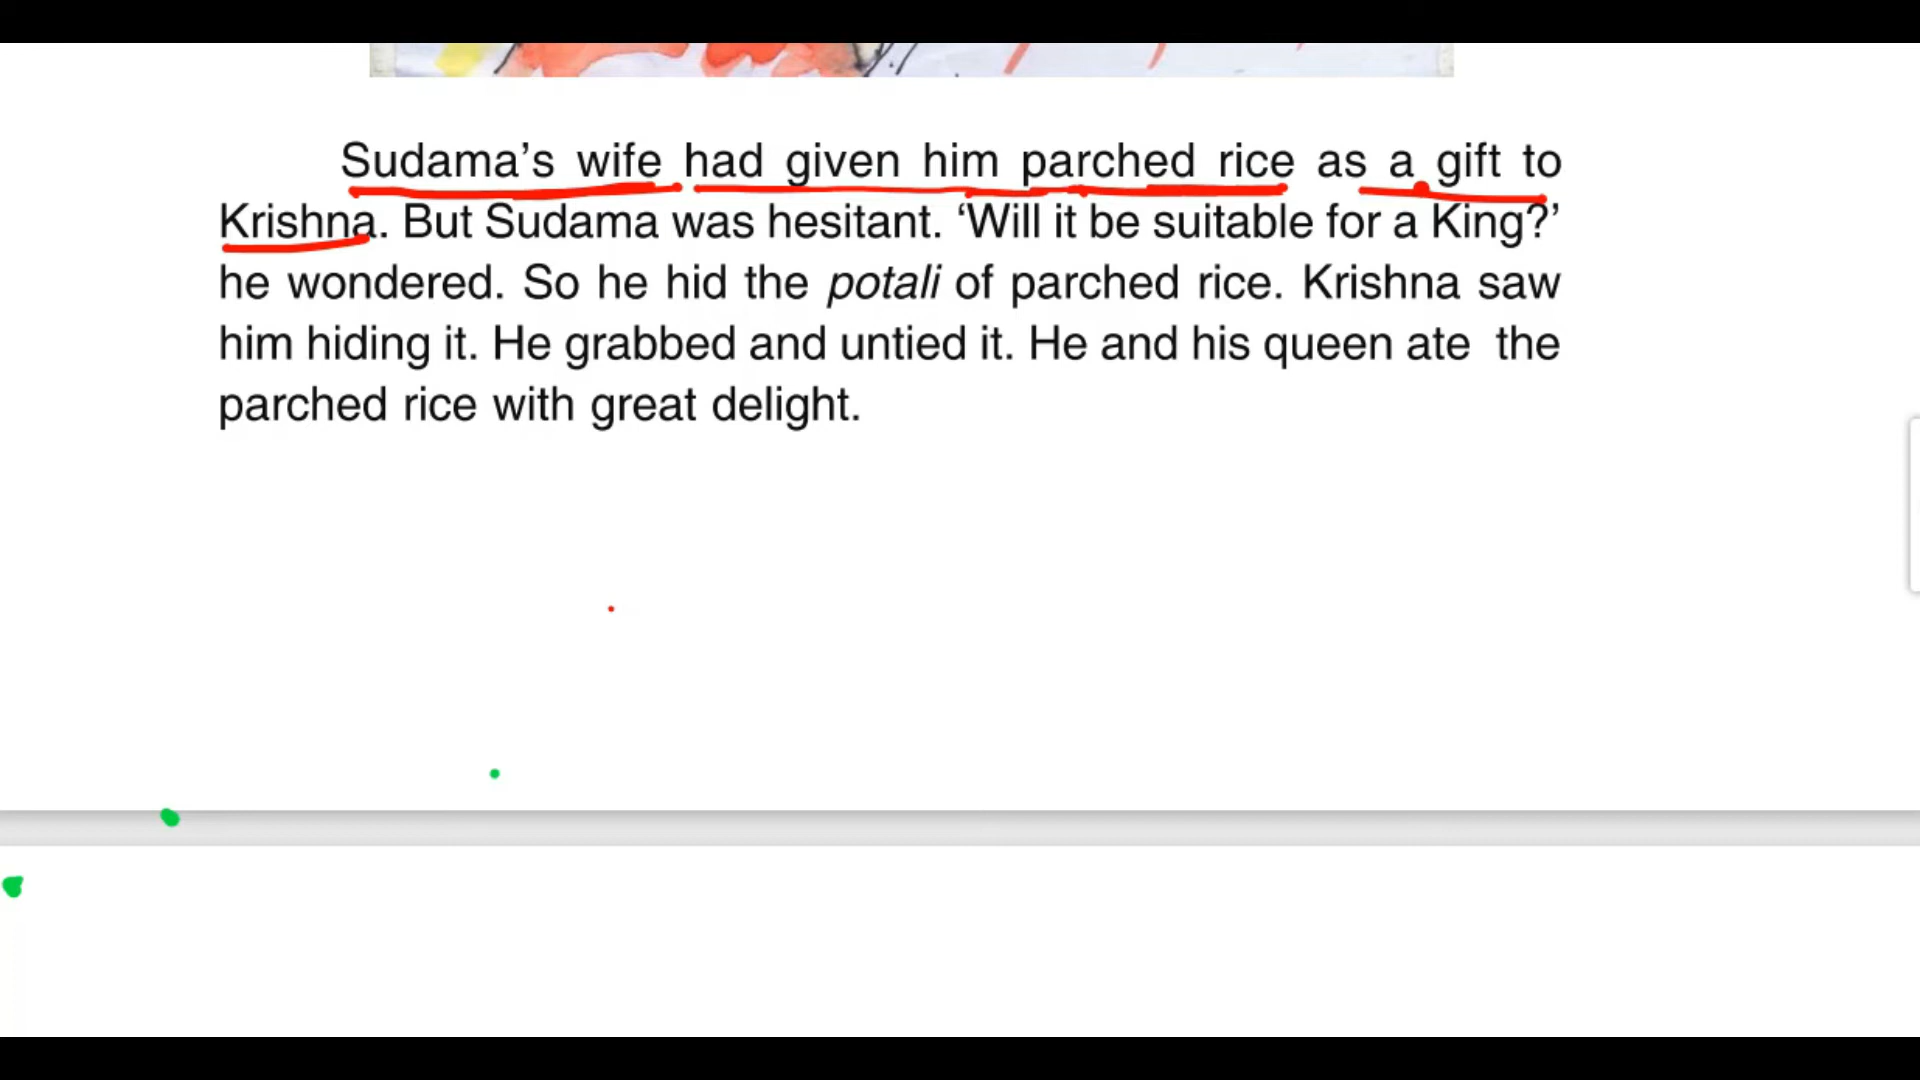 Sudama’s wife had given him parched rice as a gift to
Krishna. But Sudama was hesitant. ‘Will it be suitable for a King?’
he wondered. So he hid the potali of parched rice. Krishna saw
him hiding it. He grabbed and untied it. He and his queen ate the
parched rice with great delight.